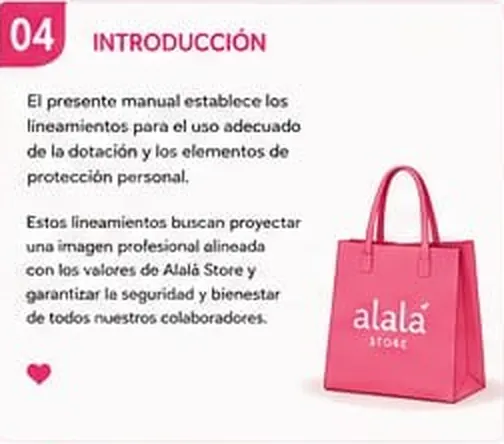 04
INTRODUCCIÓN
El presente manual establece los
lineamientos para el uso adecuado
de la dotación y los elementos de
protección personal.
Estos lineamientos buscan proyectar
una imagen profesional alineada
con los valores de Alalá Store y
garantizar la seguridad y bienestar
de todos nuestros colaboradores.
alalá
STORE